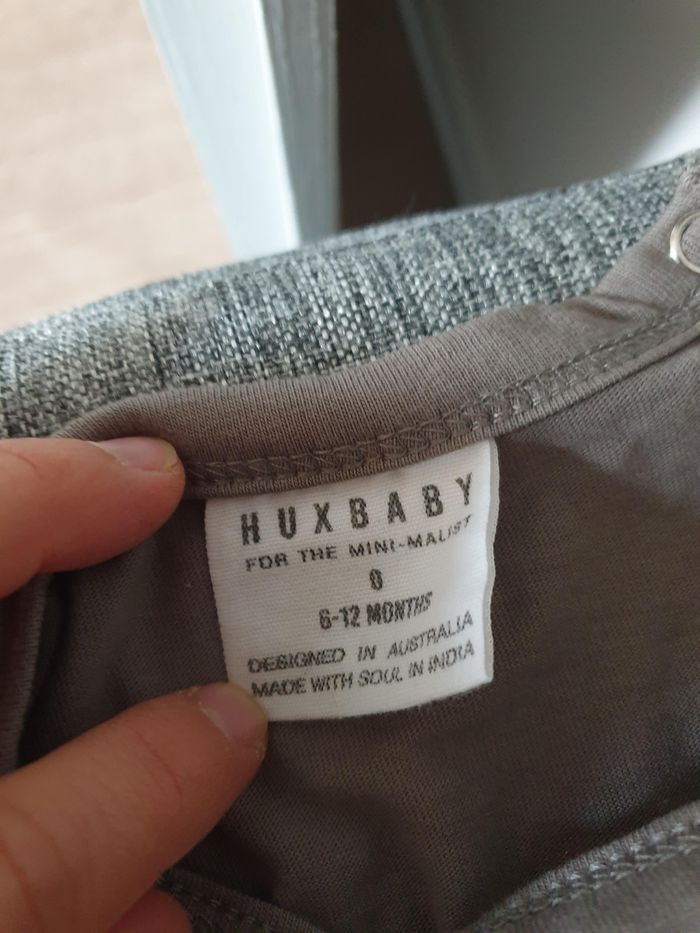 HUXBABY
FOR THE MINI-MALIST
0
6-12 MONTHS
DESIGNED IN AUSTRALIA
MADE WITH SOUL IN INDIA